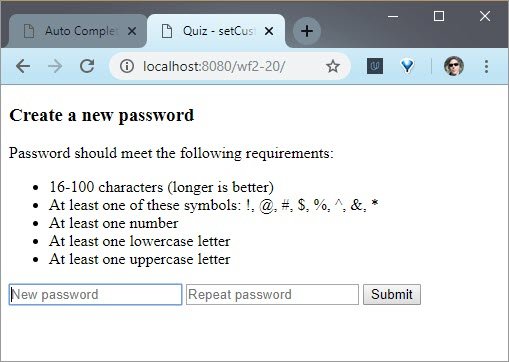 Auto Complet
Quiz - setCust
localhost:8080/wf2-20/
Create a new password
Password should meet the following requirements:
• 16-100 characters (longer is better)
• At least one of these symbols: !, @, #, $, %, ^, &, *
• At least one number
• At least one lowercase letter
• At least one uppercase letter
New password Repeat password Submit